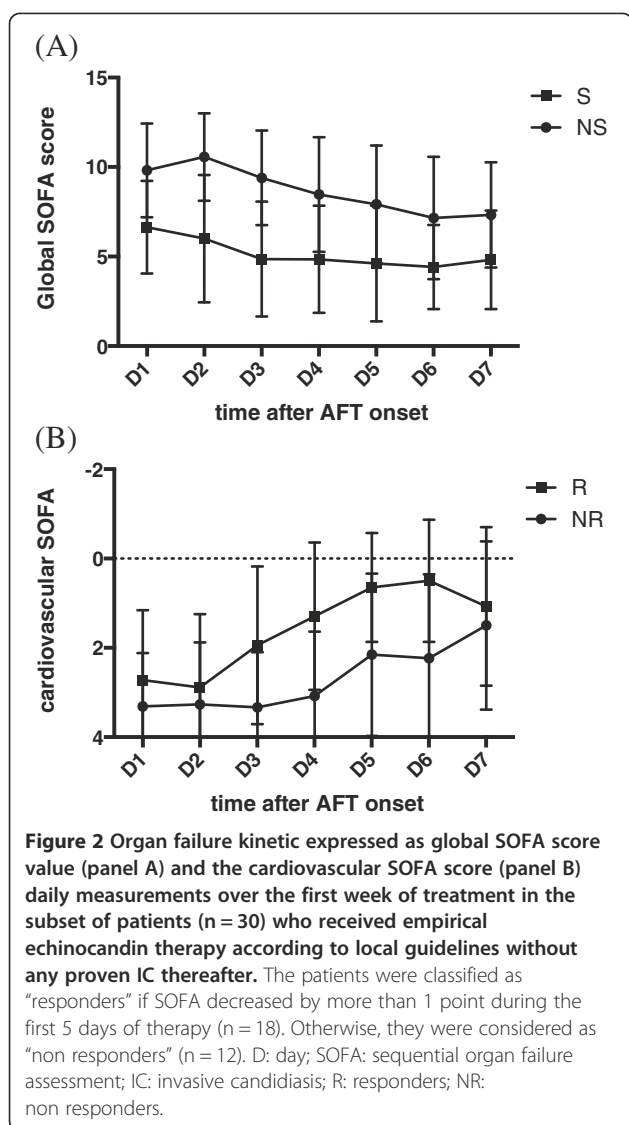 (A)
15
10
5
0
Global SOFA score
S
NS
D1
D2
D3
D4
D5
D6
D7
time after AFT onset
(B)
-2
0
2
4
cardiovascular SOFA
R
NR
D1
D2
D3
D4
D5
D6
D7
time after AFT onset
Figure 2 Organ failure kinetic expressed as global SOFA score
value (panel A) and the cardiovascular SOFA score (panel B)
daily measurements over the first week of treatment in the
subset of patients (n = 30) who received empirical
echinocandin therapy according to local guidelines without
any proven IC thereafter. The patients were classified as
“responders” if SOFA decreased by more than 1 point during the
first 5 days of therapy (n = 18). Otherwise, they were considered as
“non responders” (n = 12). D: day; SOFA: sequential organ failure
assessment; IC: invasive candidiasis; R: responders; NR:
non responders.